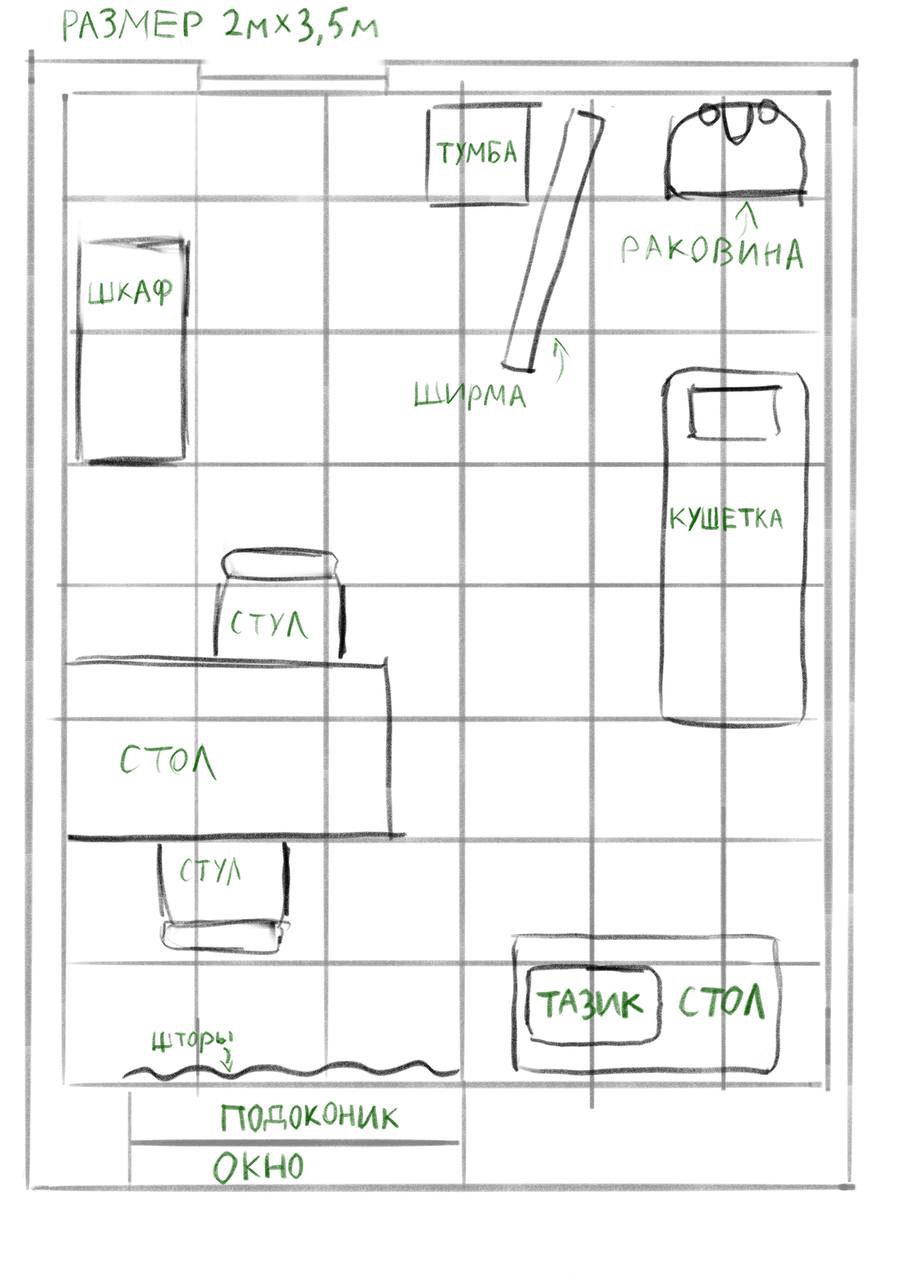 РАЗМЕР 2м×3,5м
ТУМБА
РАКОВИНА
ШКАФ
ШИРМА
КУШЕТКА
СТУЛ
СТОЛ
СТУЛ
ТАЗИК СТОЛ
шторы
ПОДОКОНИК
ОКНО